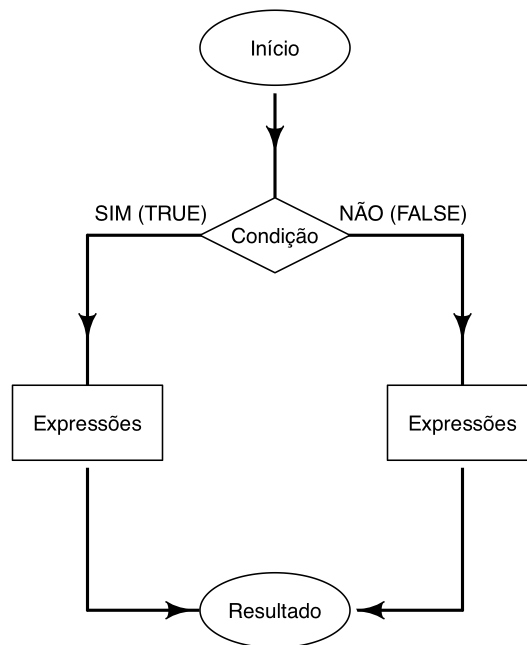 Início
SIM (TRUE)
NÃO (FALSE)
Condição
Expressões
Expressões
Resultado